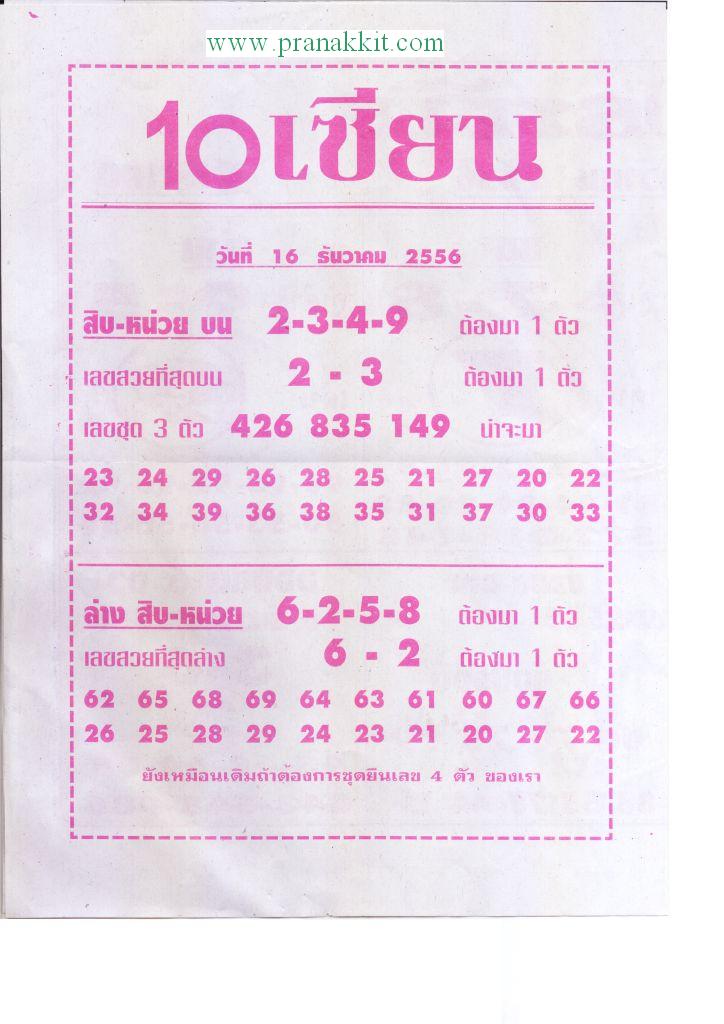 www.pranakkit.com
10เซียน
วันที่ 16 ธันวาคม 2556
สิบ-หน่วย บน 2-3-4-9 ต้องมา 1 ตัว
เลขสวยที่สุดบน 2 - 3 ต้องมา 1 ตัว
เลขชุด 3 ตัว 426 835 149 น่าจะมา
23 24 29 26 28 25 21 27 20 22
32 34 39 36 38 35 31 37 30 33
ล่าง สิบ-หน่วย 6-2-5-8 ต้องมา 1 ตัว
เลขสวยที่สุดล่าง 6 - 2 ต้องมา 1 ตัว
62 65 68 69 64 63 61 60 67 66
26 25 28 29 24 23 21 20 27 22
ยังเหมือนเดิมถ้าต้องการชุดยืนเลข 4 ตัว ของเรา